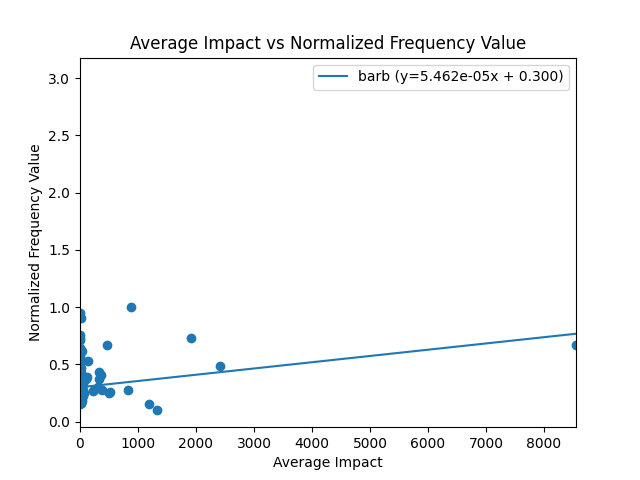 Average Impact vs Normalized Frequency Value
barb (y=5.462e-05x + 0.300)
Normalized Frequency Value
3.0
2.5
2.0
1.5
1.0
0.5
0.0
0 1000 2000 3000 4000 5000 6000 7000 8000
Average Impact